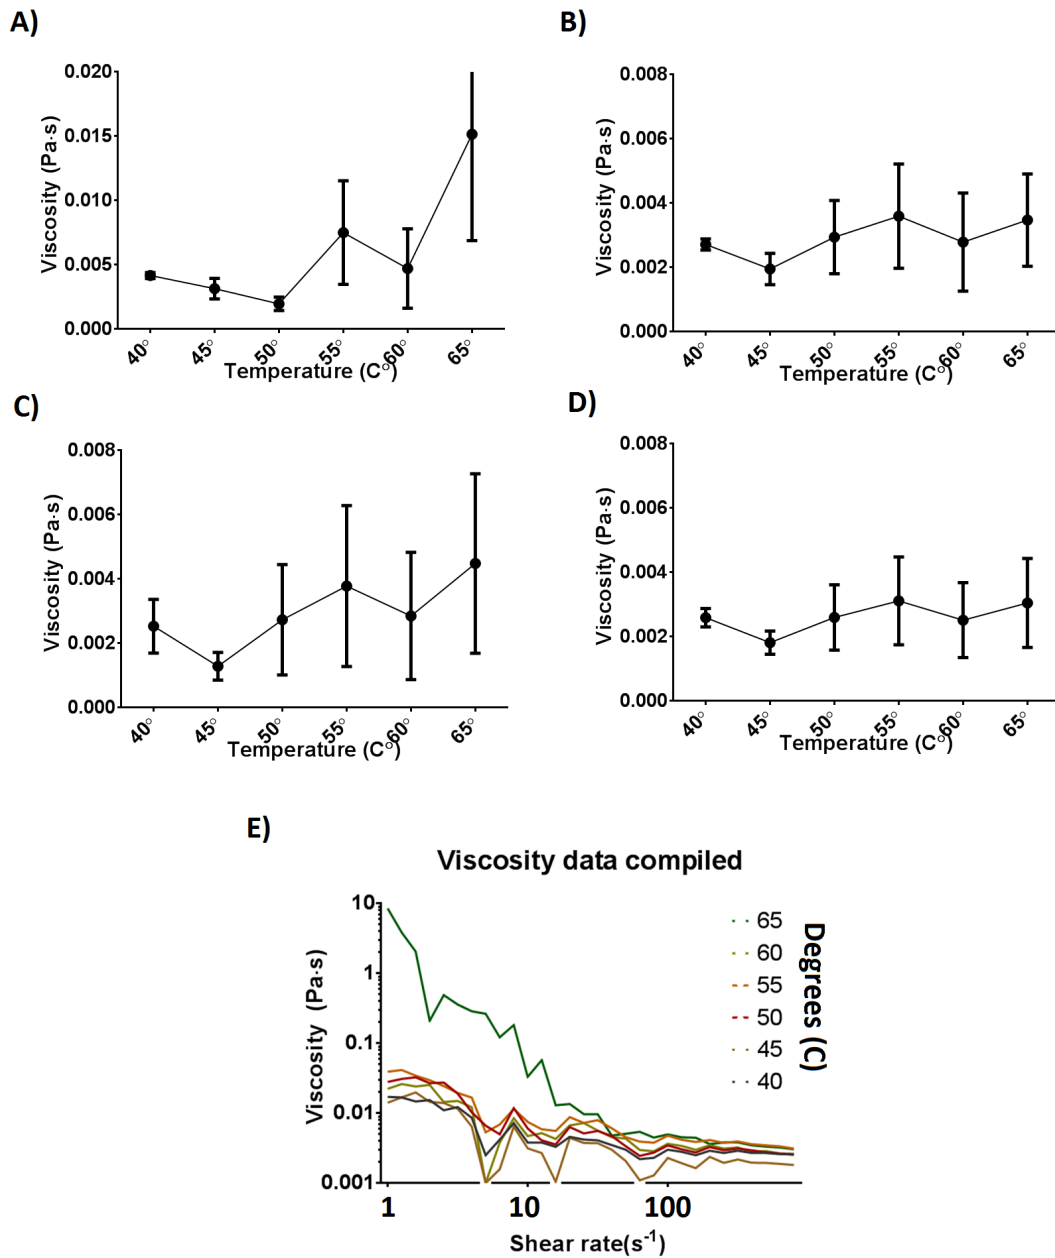 A)
Viscosity (Pa·s)
0.020
0.015
0.010
0.005
0.000
40° 45° 50° 55° 60° 65°
Temperature (C°)
B)
Viscosity (Pa·s)
0.008
0.006
0.004
0.002
0.000
40° 45° 50° 55° 60° 65°
Temperature (C°)
C)
Viscosity (Pa·s)
0.008
0.006
0.004
0.002
0.000
40° 45° 50° 55° 60° 65°
Temperature (C°)
D)
Viscosity (Pa·s)
0.008
0.006
0.004
0.002
0.000
40° 45° 50° 55° 60° 65°
Temperature (C°)
E)
Viscosity data compiled
Viscosity (Pa·s)
10
1
0.1
0.01
0.001
1 10 100
Shear rate(s⁻¹)
65
60
55
50
45
40
Degrees (C)